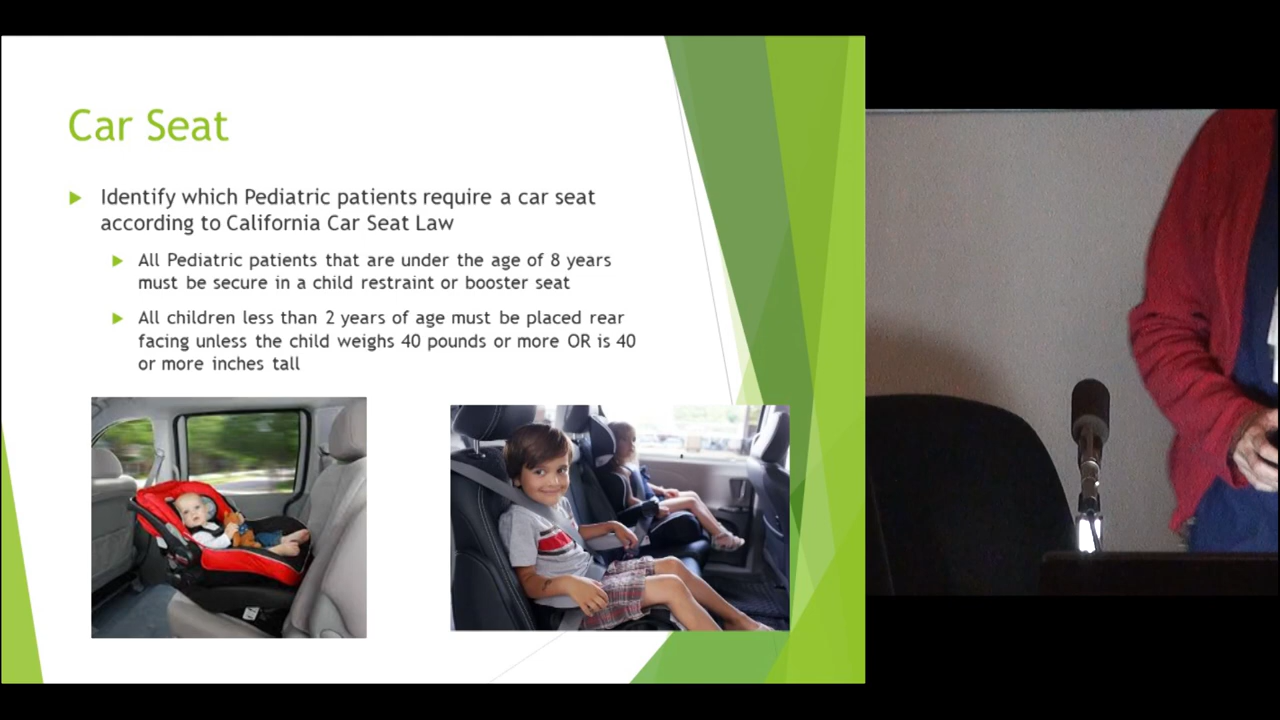 Car Seat
Identify which Pediatric patients require a car seat
according to California Car Seat Law
All Pediatric patients that are under the age of 8 years
must be secure in a child restraint or booster seat
All children less than 2 years of age must be placed rear
facing unless the child weighs 40 pounds or more OR is 40
or more inches tall